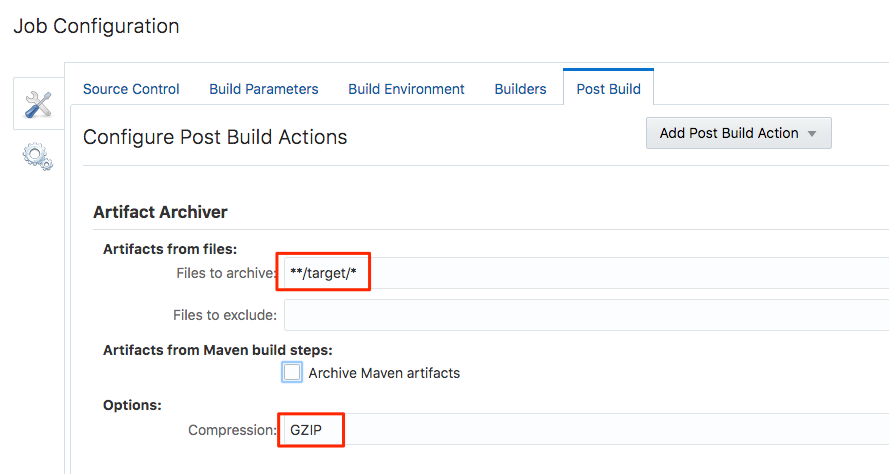 Job Configuration
Source Control Build Parameters Build Environment Builders Post Build
Configure Post Build Actions Add Post Build Action
Artifact Archiver
Artifacts from files:
Files to archive: **/target/*
Files to exclude:
Artifacts from Maven build steps:
Archive Maven artifacts
Options:
Compression: GZIP